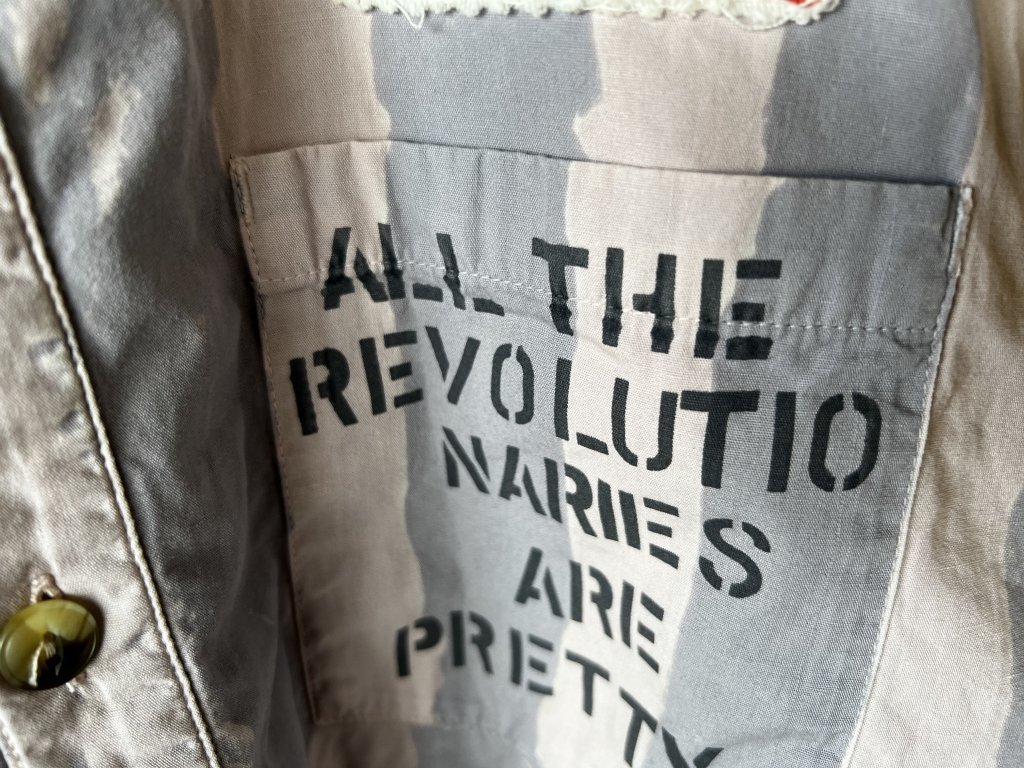 ALL THE
REVOLUTIO
NARIES
ARE
PRETTY